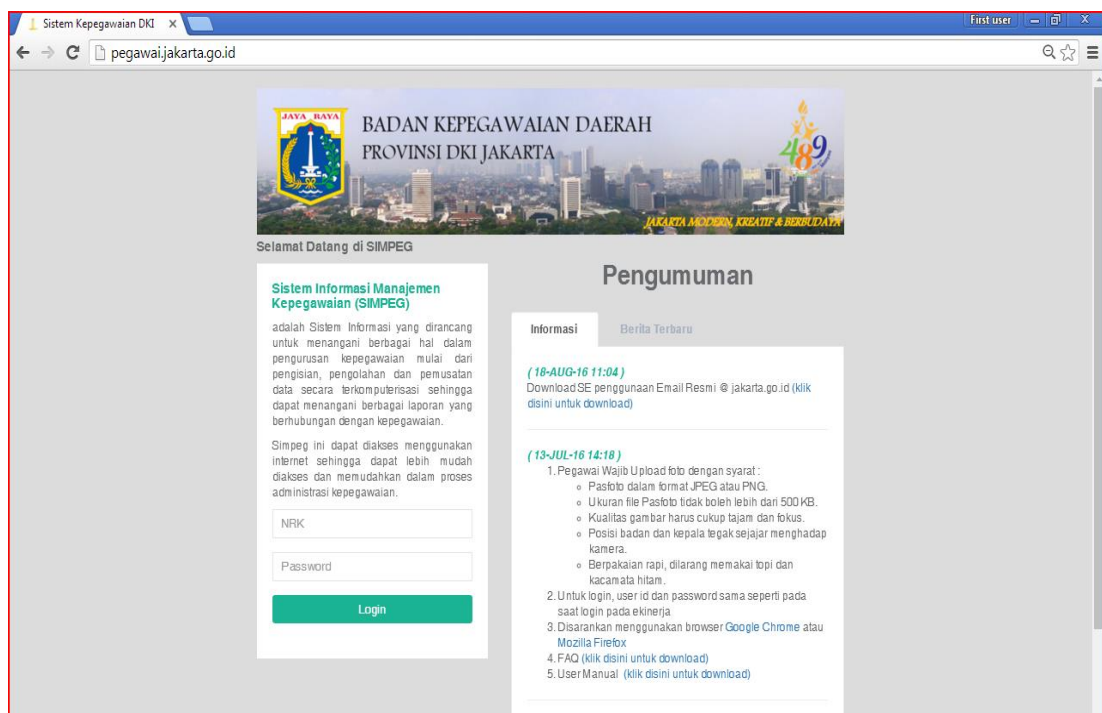 Sistem Kepegawaian DKI
First user
pegawai.jakarta.go.id
JAYA RAYA
BADAN KEPEGAWAIAN DAERAH
PROVINSI DKI JAKARTA
489
JAKARTA MODERN, KREATIF & BERBUDAYA
Selamat Datang di SIMPEG
Sistem Informasi Manajemen
Kepegawaian (SIMPEG)
adalah Sistem Informasi yang dirancang
untuk menangani berbagai hal dalam
pengurusan kepegawaian mulai dari
pengisian, pengolahan dan pemusatan
data secara terkomputerisasi sehingga
dapat menangani berbagai laporan yang
berhubungan dengan kepegawaian.
Simpeg ini dapat diakses menggunakan
internet sehingga dapat lebih mudah
diakses dan memudahkan dalam proses
administrasi kepegawaian.
NRK
Password
Login
Pengumuman
Informasi
Berita Terbaru
( 18-AUG-16 11:04 )
Download SE penggunaan Email Resmi @ jakarta.go.id (klik
disini untuk download)
( 13-JUL-16 14:18 )
1. Pegawai Wajib Upload foto dengan syarat :
Pasfoto dalam format JPEG atau PNG.
Ukuran file Pasfoto tidak boleh lebih dari 500 KB.
Kualitas gambar harus cukup tajam dan fokus.
Posisi badan dan kepala tegak sejajar menghadap
kamera.
Berpakaian rapi, dilarang memakai topi dan
kacamata hitam.
2. Untuk login, user id dan password sama seperti pada
saat login pada ekinerja
3. Disarankan menggunakan browser Google Chrome atau
Mozilla Firefox
4. FAQ (klik disini untuk download)
5. User Manual (klik disini untuk download)